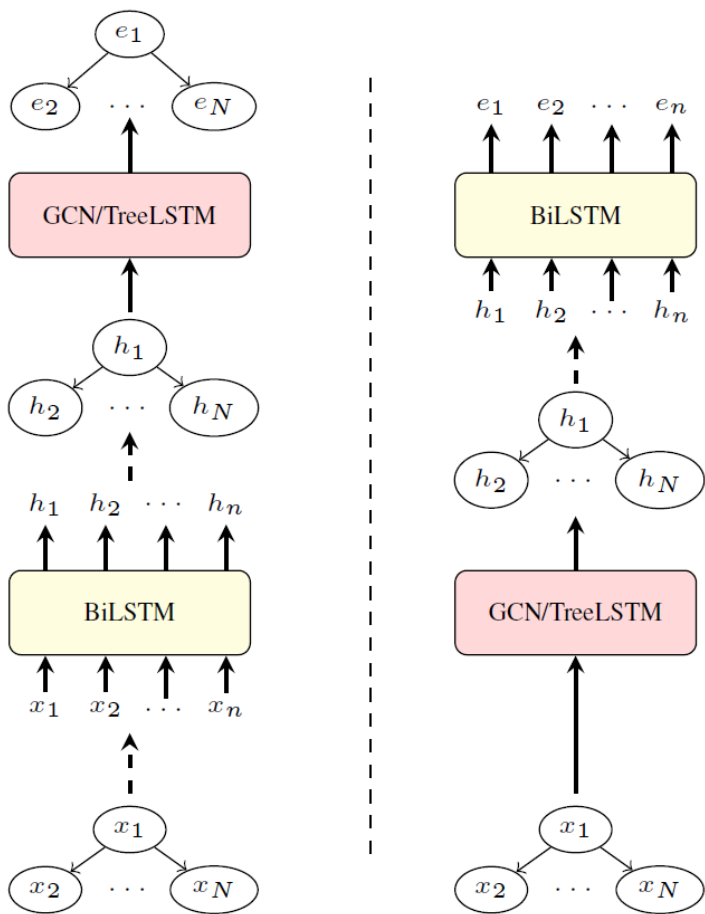 e1
e2 · · · eN
GCN/TreeLSTM
h1
h2 · · · hN
h1 h2 · · · hn
BiLSTM
x1 x2 · · · xn
x1
x2 · · · xN
e1 e2 · · · en
BiLSTM
h1 h2 · · · hn
h1
h2 · · · hN
GCN/TreeLSTM
x1
x2 · · · xN